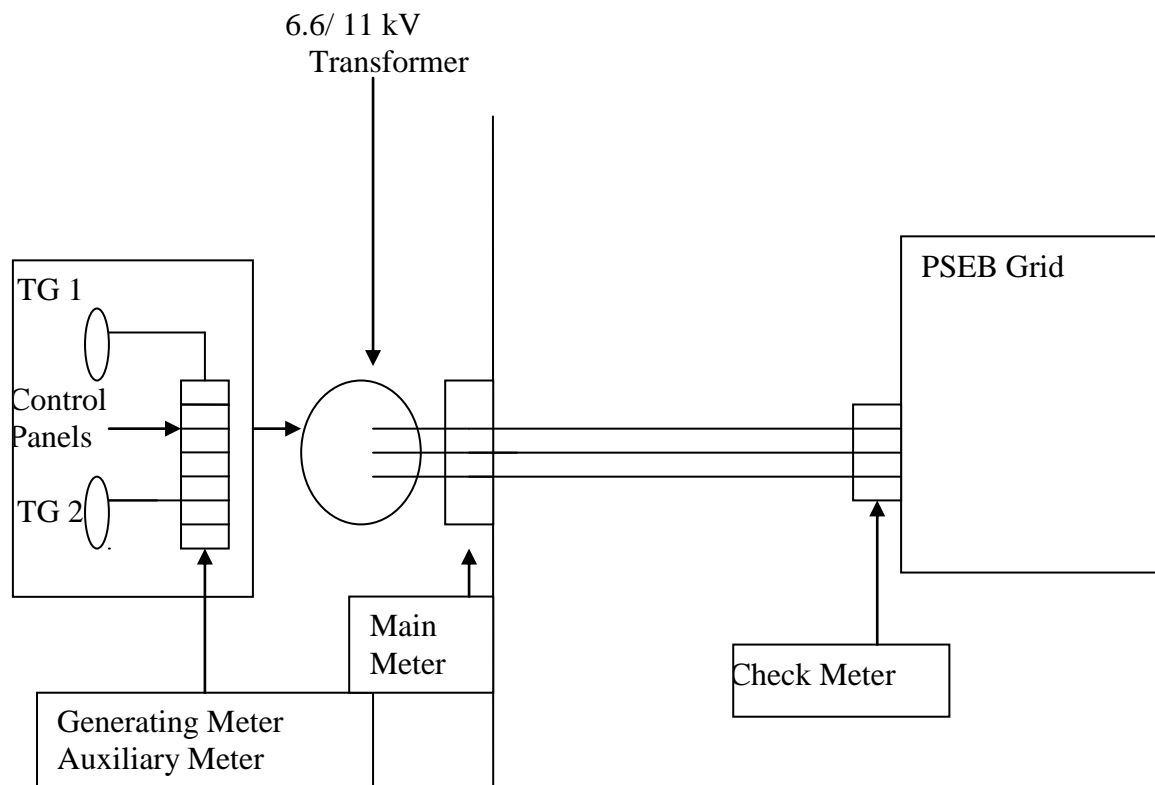 6.6/ 11 kV
Transformer
PSEB Grid
TG 1
Control
Panels
TG 2
Main
Meter
Check Meter
Generating Meter
Auxiliary Meter